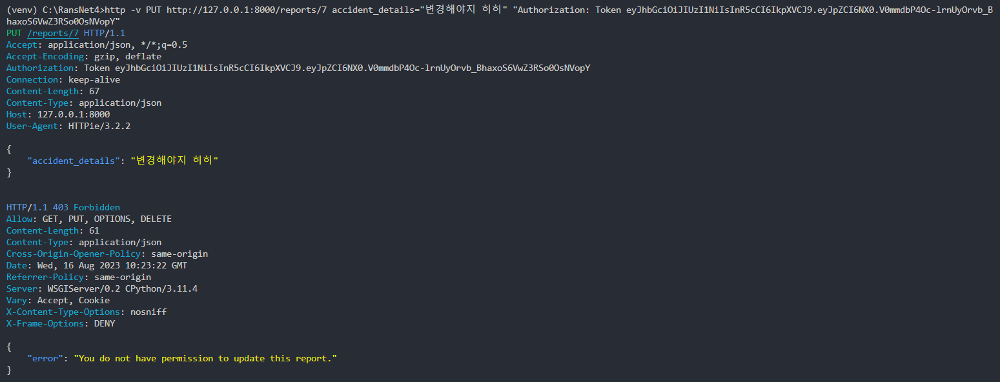 (venv) C:\RansNet4>http -v PUT http://127.0.0.1:8000/reports/7 accident_details="변경해야지 히히" "Authorization: Token eyJhbGciOiJIUzI1NiIsInR5cCI6IkpXVCJ9.eyJpZCI6NX0.V0mmdbP4Oc-lrnUyOrvb_B
haxoS6VwZ3RSo0OsNVopY"
PUT /reports/7 HTTP/1.1
Accept: application/json, */*;q=0.5
Accept-Encoding: gzip, deflate
Authorization: Token eyJhbGciOiJIUzI1NiIsInR5cCI6IkpXVCJ9.eyJpZCI6NX0.V0mmdbP4Oc-lrnUyOrvb_BhaxoS6VwZ3RSo0OsNVopY
Connection: keep-alive
Content-Length: 67
Content-Type: application/json
Host: 127.0.0.1:8000
User-Agent: HTTPie/3.2.2
{
"accident_details": "변경해야지 히히"
}
HTTP/1.1 403 Forbidden
Allow: GET, PUT, OPTIONS, DELETE
Content-Length: 61
Content-Type: application/json
Cross-Origin-Opener-Policy: same-origin
Date: Wed, 16 Aug 2023 10:23:22 GMT
Referrer-Policy: same-origin
Server: WSGIServer/0.2 CPython/3.11.4
Vary: Accept, Cookie
X-Content-Type-Options: nosniff
X-Frame-Options: DENY
{
"error": "You do not have permission to update this report."
}